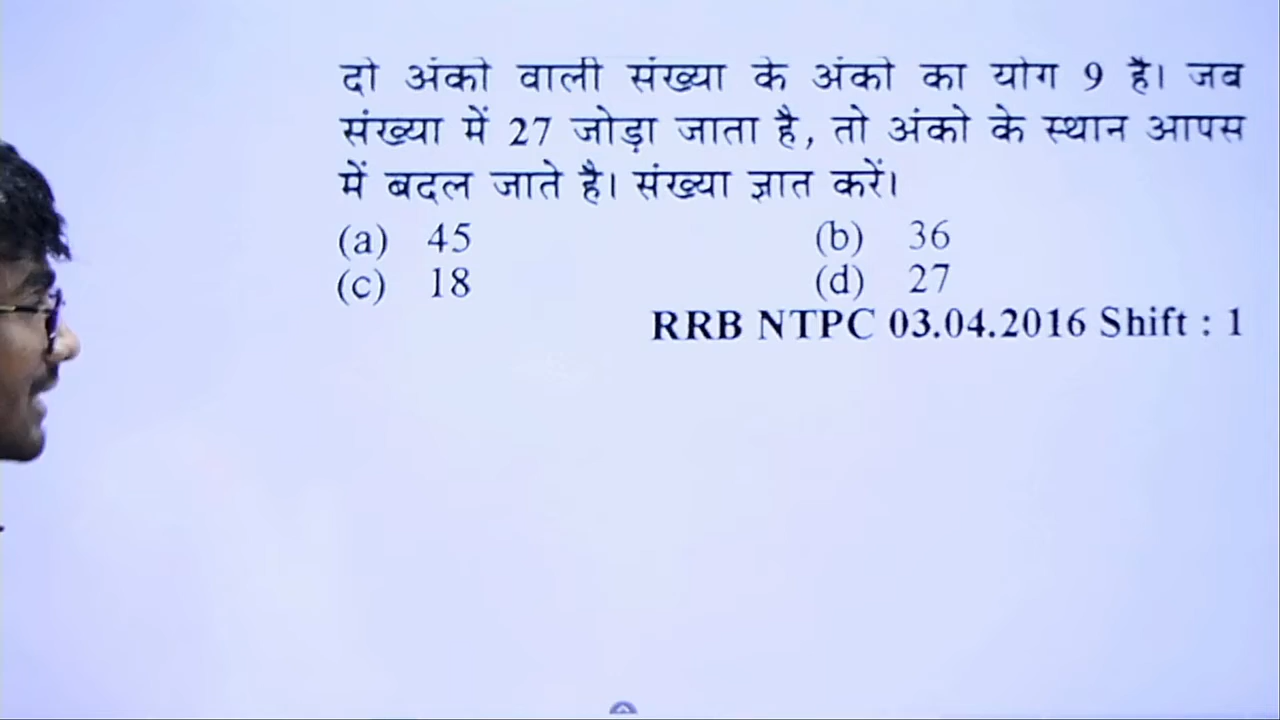 दो अंको वाली संख्या के अंको का योग 9 है। जब
संख्या में 27 जोड़ा जाता है, तो अंको के स्थान आपस
में बदल जाते है। संख्या ज्ञात करें।
(a) 45 (b) 36
(c) 18 (d) 27
RRB NTPC 03.04.2016 Shift : 1